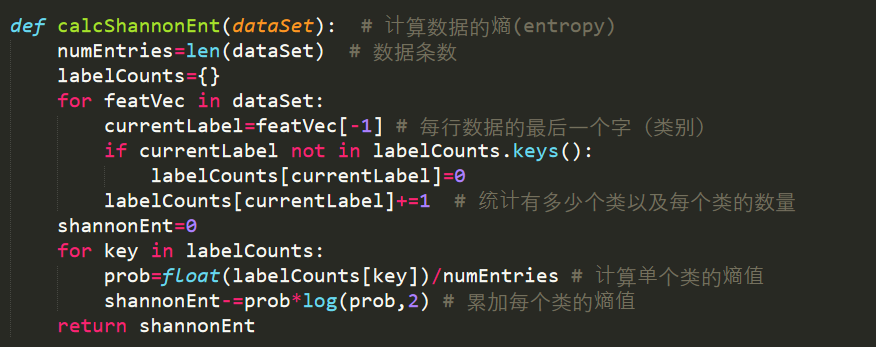 def calcShannonEnt(dataSet):  # 计算数据的熵(entropy)
    numEntries=len(dataSet)  # 数据条数
    labelCounts={}
    for featVec in dataSet:
        currentLabel=featVec[-1] # 每行数据的最后一个字（类别）
        if currentLabel not in labelCounts.keys():
            labelCounts[currentLabel]=0
        labelCounts[currentLabel]+=1  # 统计有多少个类以及每个类的数量
    shannonEnt=0
    for key in labelCounts:
        prob=float(labelCounts[key])/numEntries # 计算单个类的熵值
        shannonEnt-=prob*log(prob,2) # 累加每个类的熵值
    return shannonEnt